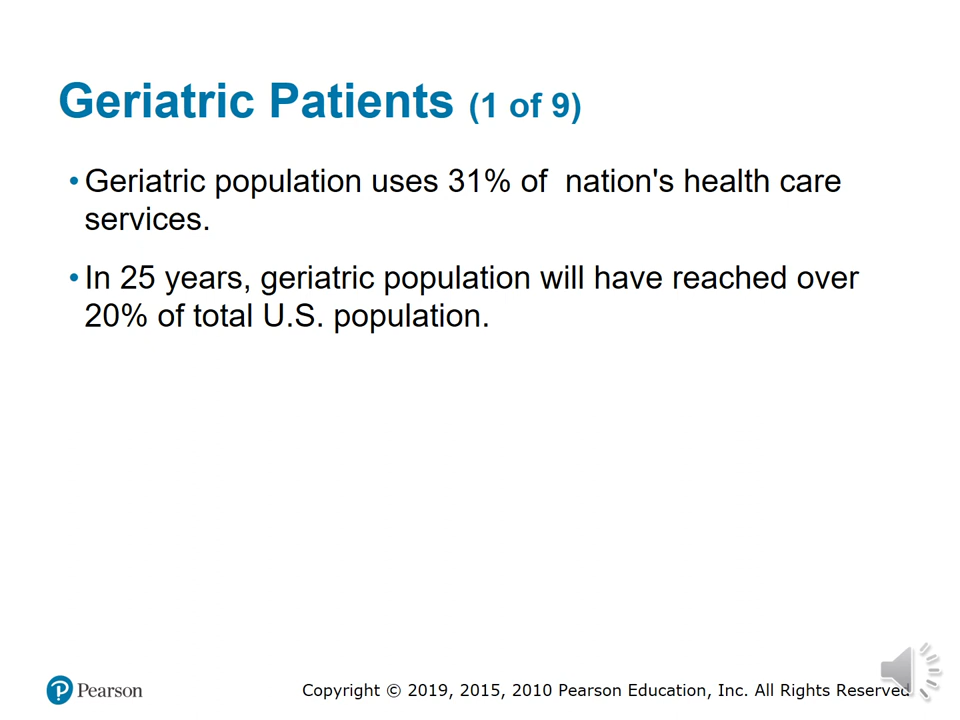 Geriatric Patients (1 of 9)
• Geriatric population uses 31% of  nation's health care
services.
• In 25 years, geriatric population will have reached over
20% of total U.S. population.
Pearson
Copyright © 2019, 2015, 2010 Pearson Education, Inc. All Rights Reserved